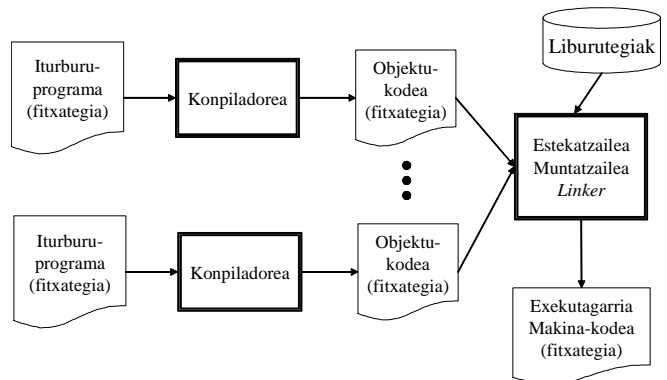 Iturburu-
programa
(fitxategia)
Konpiladorea
Objektu-
kodea
(fitxategia)
Liburutegiak
Estekatzailea
Muntatzailea
Linker
Iturburu-
programa
(fitxategia)
Konpiladorea
Objektu-
kodea
(fitxategia)
Exekutagarria
Makina-kodea
(fitxategia)